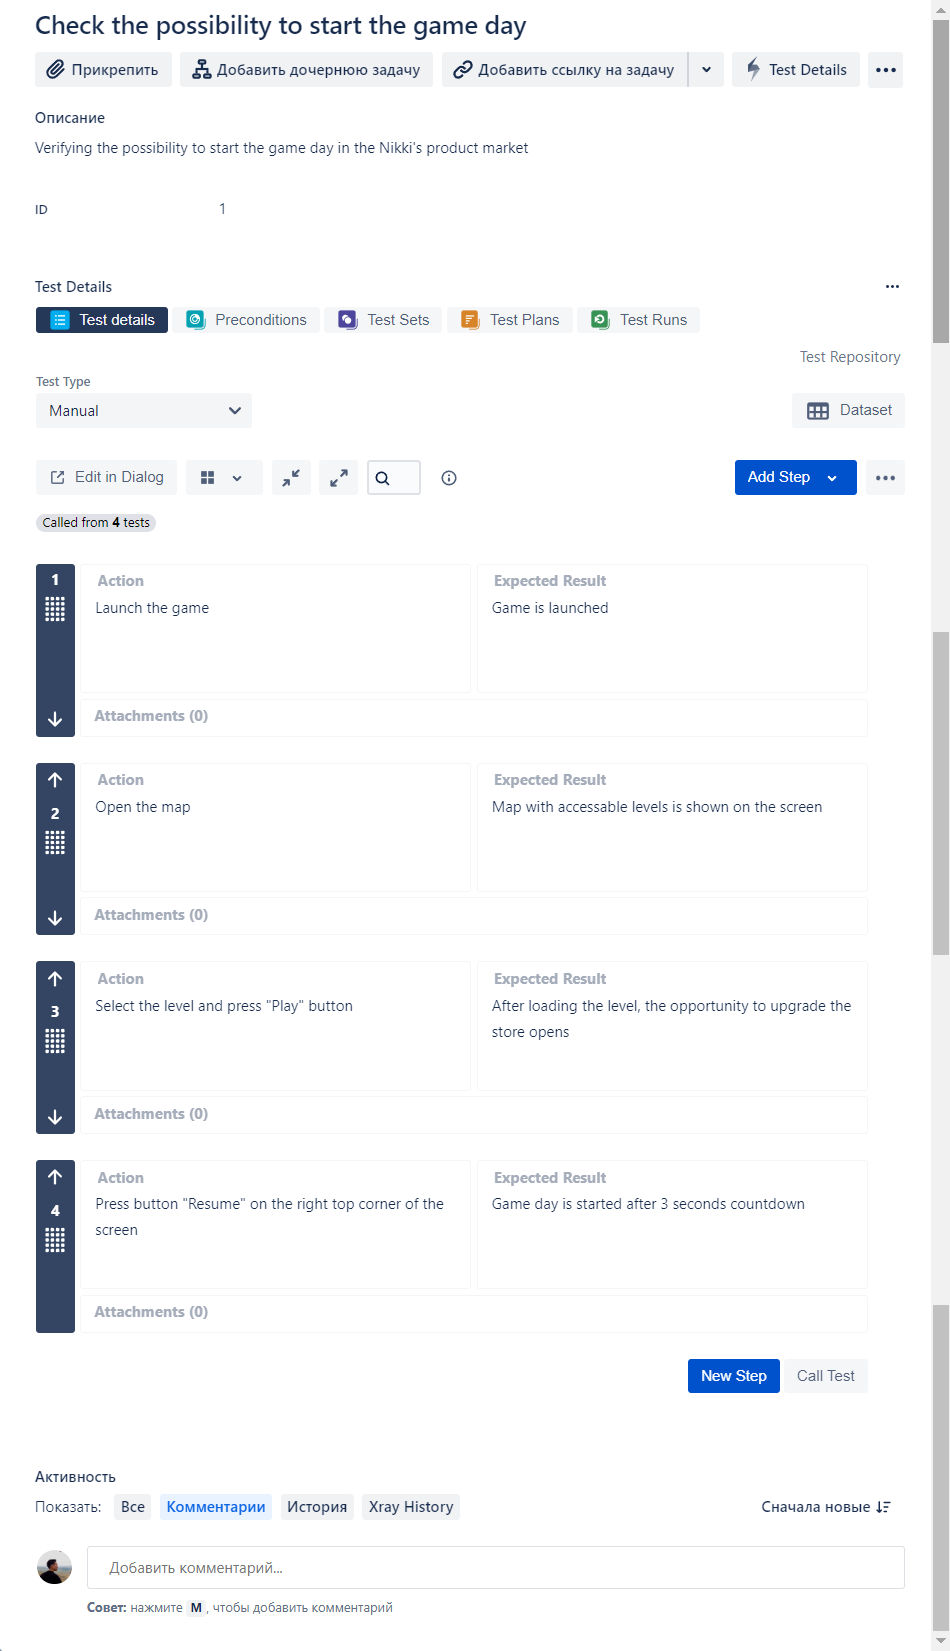 Check the possibility to start the game day
Прикрепить
Добавить дочернюю задачу
Добавить ссылку на задачу
Test Details
Описание
Verifying the possibility to start the game day in the Nikki's product market
ID 1
Test Details
Test details
Preconditions
Test Sets
Test Plans
Test Runs
Test Repository
Test Type
Manual
Dataset
Edit in Dialog
Add Step
Called from 4 tests
1
Action
Launch the game
Expected Result
Game is launched
Attachments (0)
2
Action
Open the map
Expected Result
Map with accessable levels is shown on the screen
Attachments (0)
3
Action
Select the level and press "Play" button
Expected Result
After loading the level, the opportunity to upgrade the
store opens
Attachments (0)
4
Action
Press button "Resume" on the right top corner of the
screen
Expected Result
Game day is started after 3 seconds countdown
Attachments (0)
New Step
Call Test
Активность
Показать: Все Комментарии История Xray History
Сначала новые
Добавить комментарий...
Совет: нажмите M, чтобы добавить комментарий